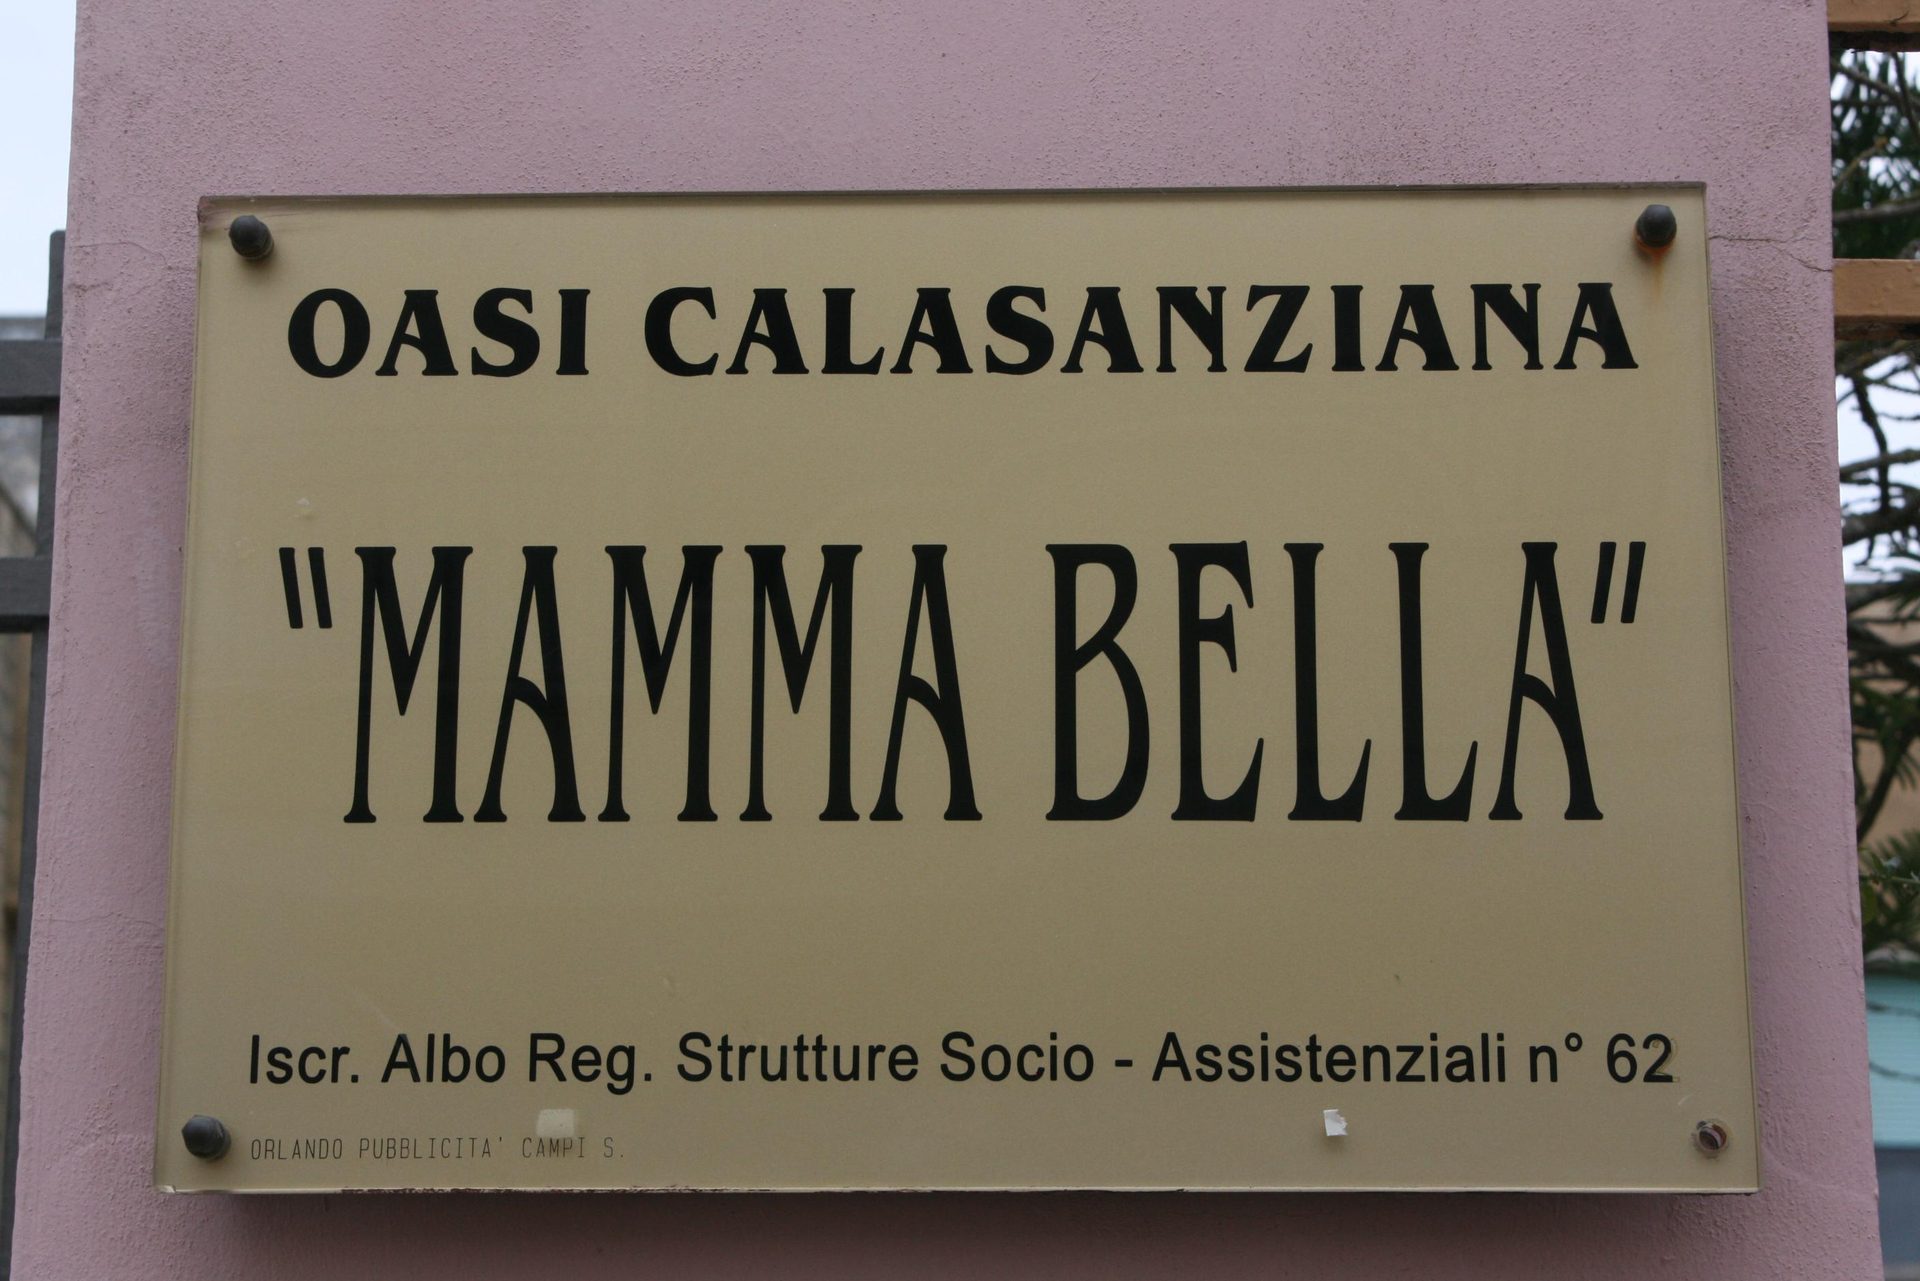 OASI CALASANZIANA
"MAMMA BELLA"
Iscr. Albo Reg. Strutture Socio - Assistenziali n° 62
ORLANDO PUBBLICITA' CAMPI S.